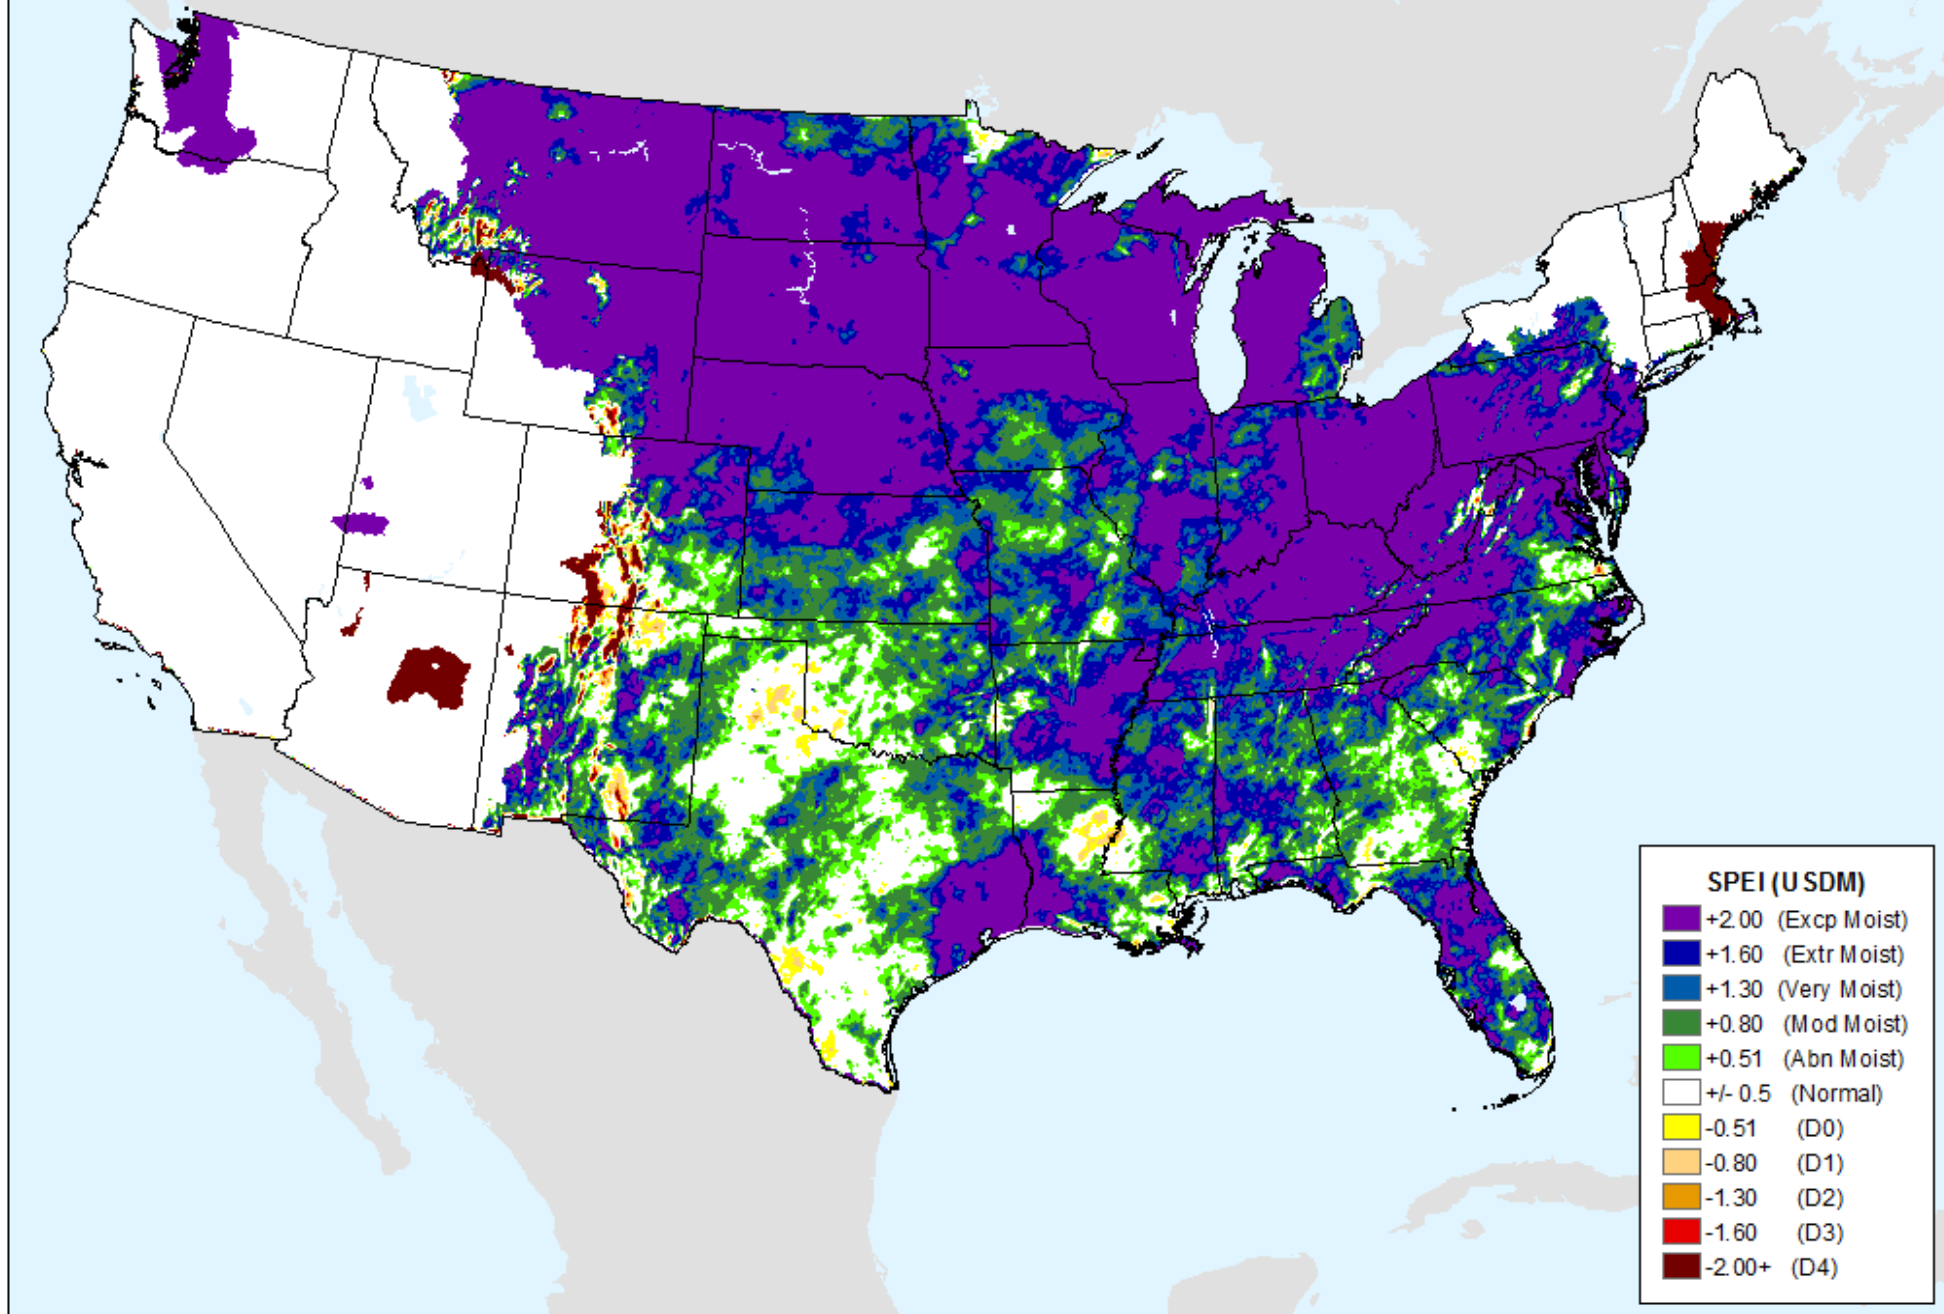 SPEI (USDM)
+2.00 (Excp Moist)
+1.60 (Extr Moist)
+1.30 (Very Moist)
+0.80 (Mod Moist)
+0.51 (Abn Moist)
+/- 0.5 (Normal)
-0.51 (D0)
-0.80 (D1)
-1.30 (D2)
-1.60 (D3)
-2.00+ (D4)